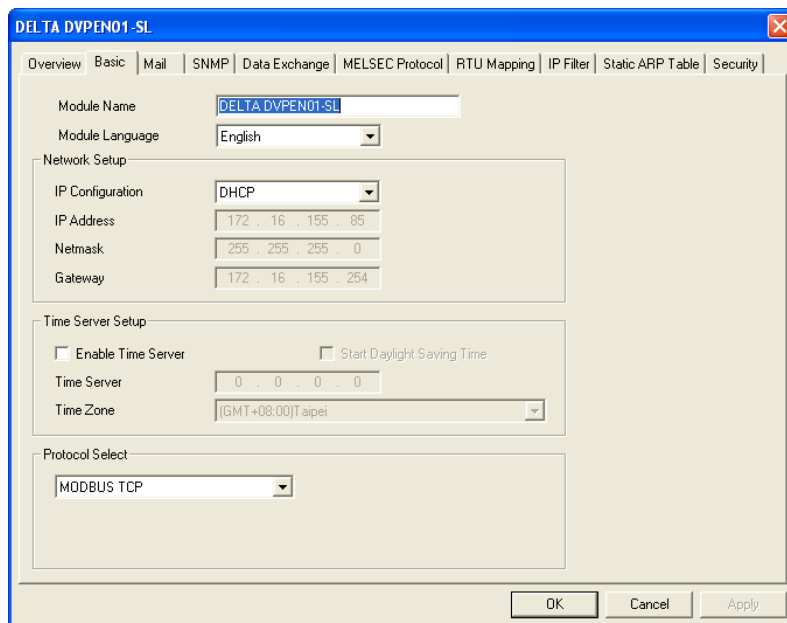 DELTA DVPEN01-SL
Overview Basic Mail SNMP Data Exchange MELSEC Protocol RTU Mapping IP Filter Static ARP Table Security
Module Name DELTA DVPEN01-SL
Module Language English
Network Setup
IP Configuration DHCP
IP Address 172 . 16 . 155 . 85
Netmask 255 . 255 . 255 . 0
Gateway 172 . 16 . 155 . 254
Time Server Setup
Enable Time Server Start Daylight Saving Time
Time Server 0 . 0 . 0 . 0
Time Zone (GMT+08:00)Taipei
Protocol Select
MODBUS TCP
OK Cancel Apply